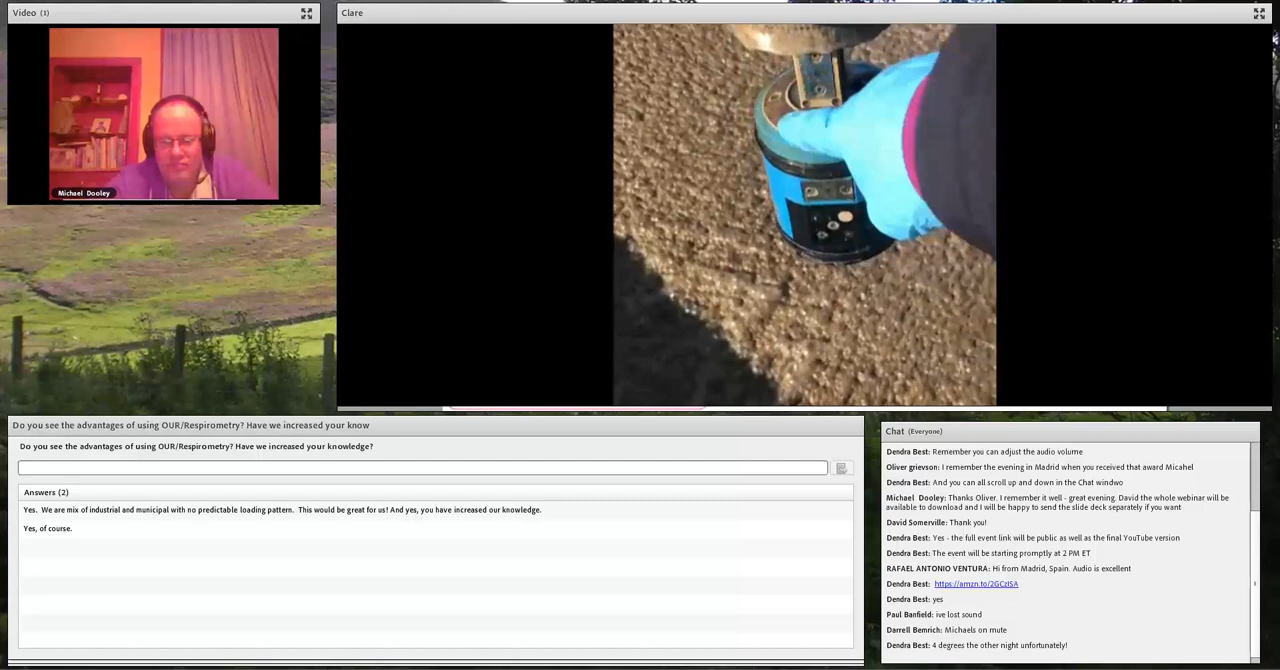 Video (1)
Michael Dooley
Clare
Do you see the advantages of using OUR/Respirometry? Have we increased your know
Do you see the advantages of using OUR/Respirometry? Have we increased your knowledge?
Answers (2)
Yes. We are mix of industrial and municipal with no predictable loading pattern. This would be great for us! And yes, you have increased our knowledge.
Yes, of course.
Chat (Everyone)
Dendra Best: Remember you can adjust the audio volume
Oliver grievson: I remember the evening in Madrid when you received that award Micahel
Dendra Best: And you can all scroll up and down in the Chat windwo
Michael Dooley: Thanks Oliver. I remember it well - great evening. David the whole webinar will be
available to download and I will be happy to send the slide deck separately if you want
David Somerville: Thank you!
Dendra Best: Yes - the full event link will be public as well as the final YouTube version
Dendra Best: The event will be starting promptly at 2 PM ET
RAFAEL ANTONIO VENTURA: Hi from Madrid, Spain. Audio is excellent
Dendra Best: https://amzn.to/2GCzISA
Dendra Best: yes
Paul Banfield: ive lost sound
Darrell Bemrich: Michaels on mute
Dendra Best: 4 degrees the other night unfortunately!